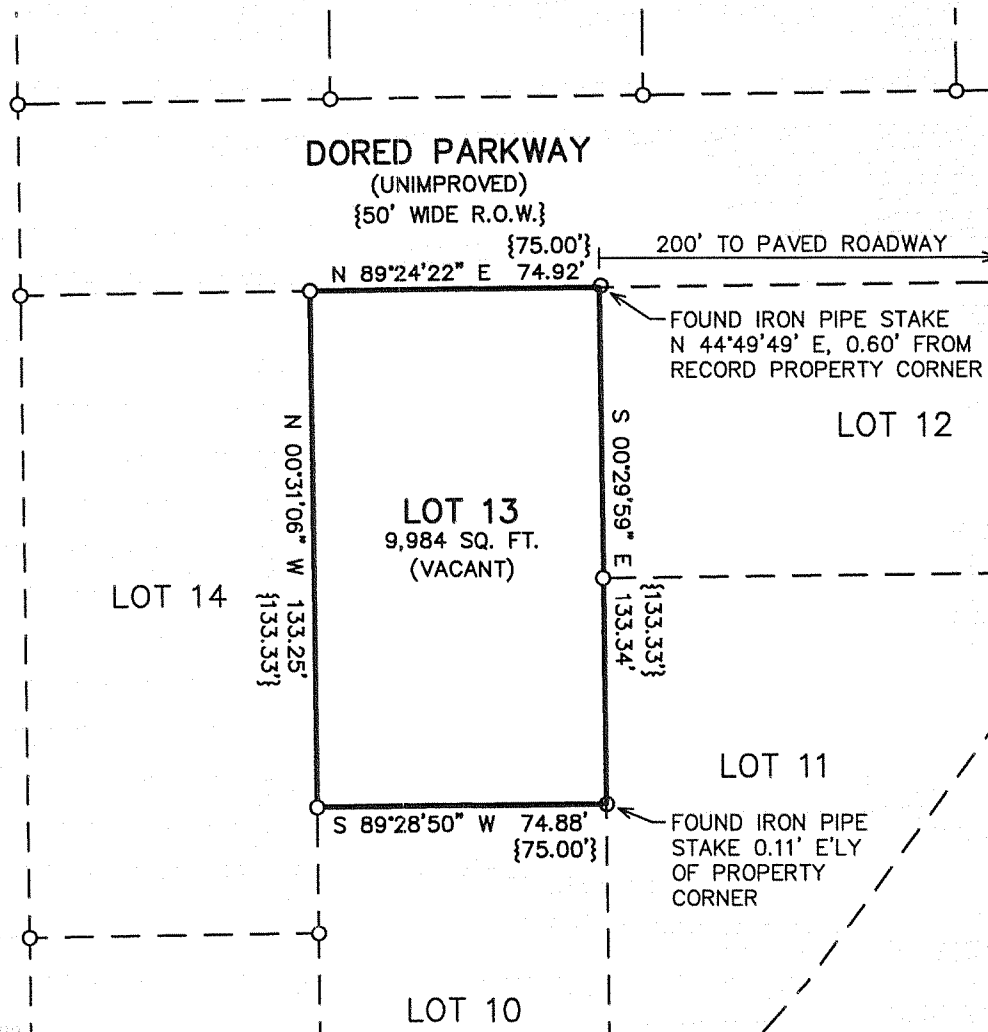 DORED PARKWAY
(UNIMPROVED)
{50' WIDE R.O.W.}
{75.00'}
200' TO PAVED ROADWAY
N 89°24'22" E 74.92'
FOUND IRON PIPE STAKE
N 44°49'49' E, 0.60' FROM
RECORD PROPERTY CORNER
LOT 12
N 00°31'06" W 133.25'
{133.33'}
S 00°29'59" E 133.34'
{133.33'}
LOT 13
9,984 SQ. FT.
(VACANT)
LOT 14
LOT 11
S 89°28'50" W 74.88'
{75.00'}
FOUND IRON PIPE
STAKE 0.11' E'LY
OF PROPERTY
CORNER
LOT 10